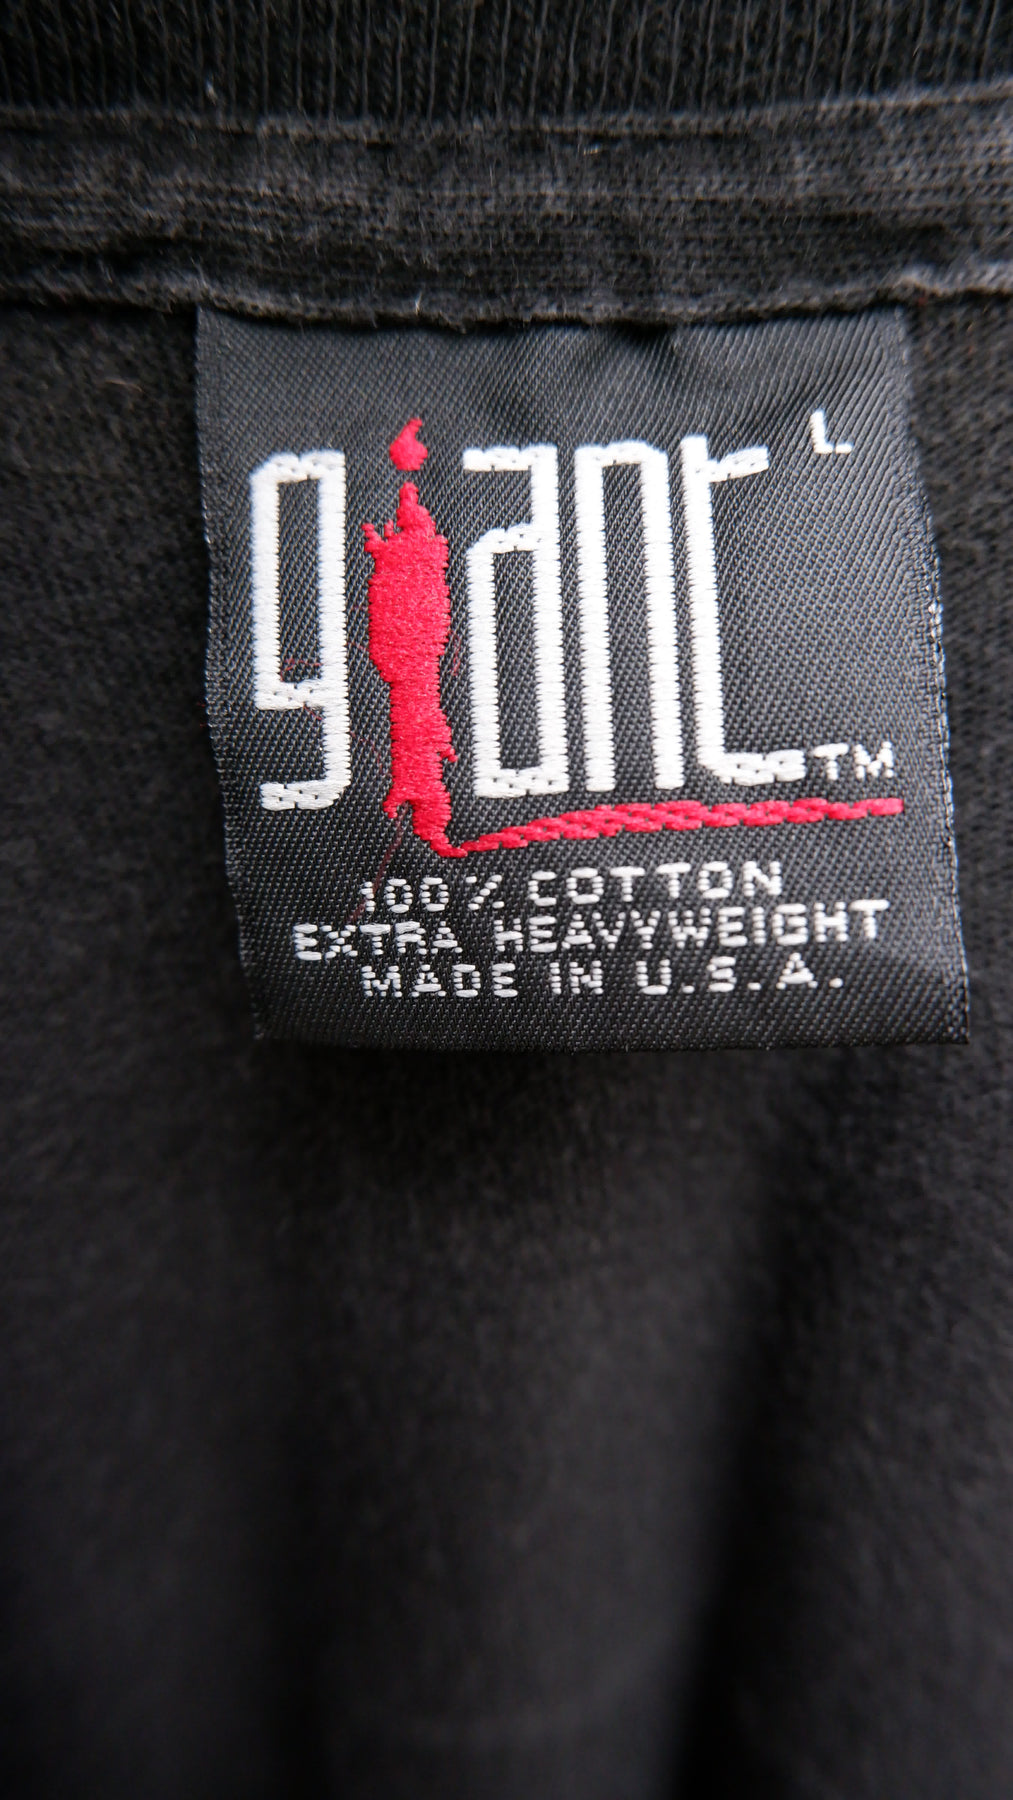 giant L
TM
100% COTTON
EXTRA HEAVYWEIGHT
MADE IN U.S.A.